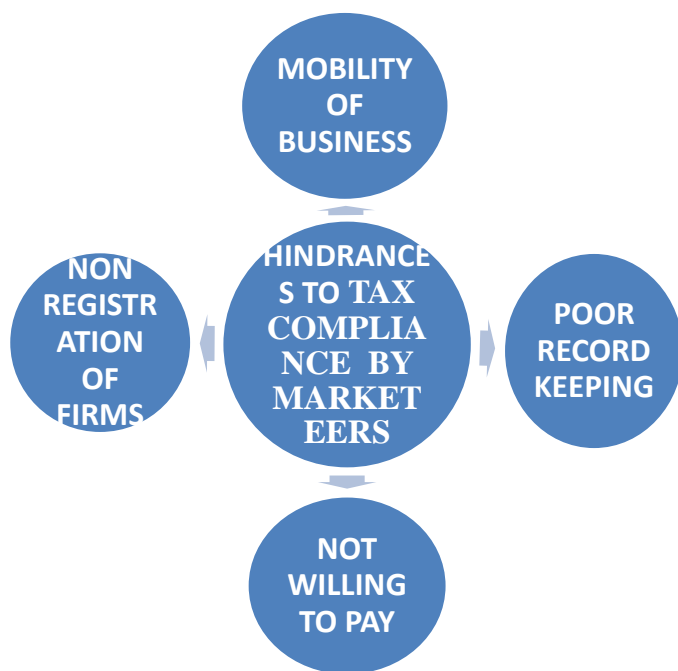 MOBILITY
OF
BUSINESS
HINDRANCE
S TO TAX
COMPLIA
NCE BY
MARKET
EERS
NON
REGISTR
ATION
OF
FIRMS
POOR
RECORD
KEEPING
NOT
WILLING
TO PAY